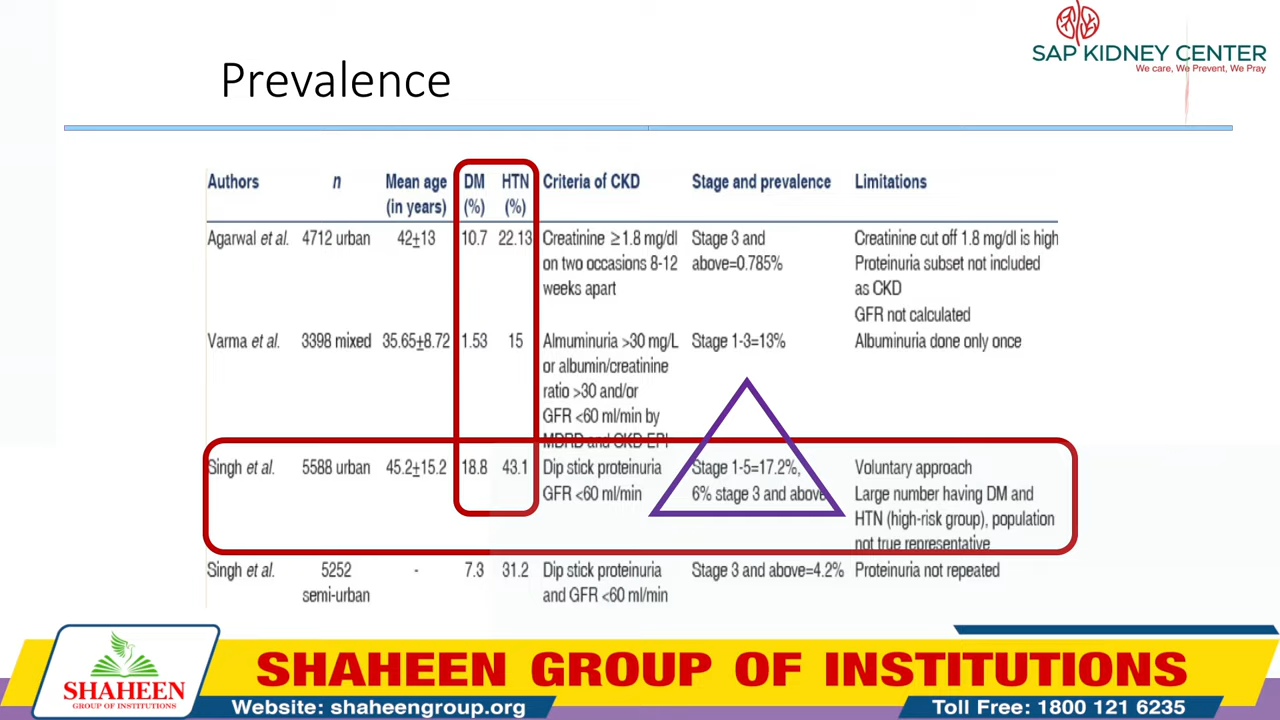 SAP KIDNEY CENTER
We care, We Prevent, We Pray
Prevalence
Authors n Mean age (in years) DM (%) HTN (%) Criteria of CKD Stage and prevalence Limitations
Agarwal et al. 4712 urban 42±13 10.7 22.13 Creatinine ≥1.8 mg/dl Stage 3 and Creatinine cut off 1.8 mg/dl is high
on two occasions 8-12 above=0.785% Proteinuria subset not included
weeks apart as CKD
GFR not calculated
Varma et al. 3398 mixed 35.65±8.72 1.53 15 Almuminuria >30 mg/L Stage 1-3=13% Albuminuria done only once
or albumin/creatinine
ratio >30 and/or
GFR <60 ml/min by
MDRD and CKD EPI
Singh et al. 5588 urban 45.2±15.2 18.8 43.1 Dip stick proteinuria Stage 1-5=17.2%, Voluntary approach
GFR <60 ml/min 6% stage 3 and above Large number having DM and
HTN (high-risk group), population
not true representative
Singh et al. 5252 - 7.3 31.2 Dip stick proteinuria Stage 3 and above=4.2% Proteinuria not repeated
semi-urban and GFR <60 ml/min
SHAHEEN
GROUP OF INSTITUTIONS
SHAHEEN GROUP OF INSTITUTIONS
Website: shaheengroup.org Toll Free: 1800 121 6235